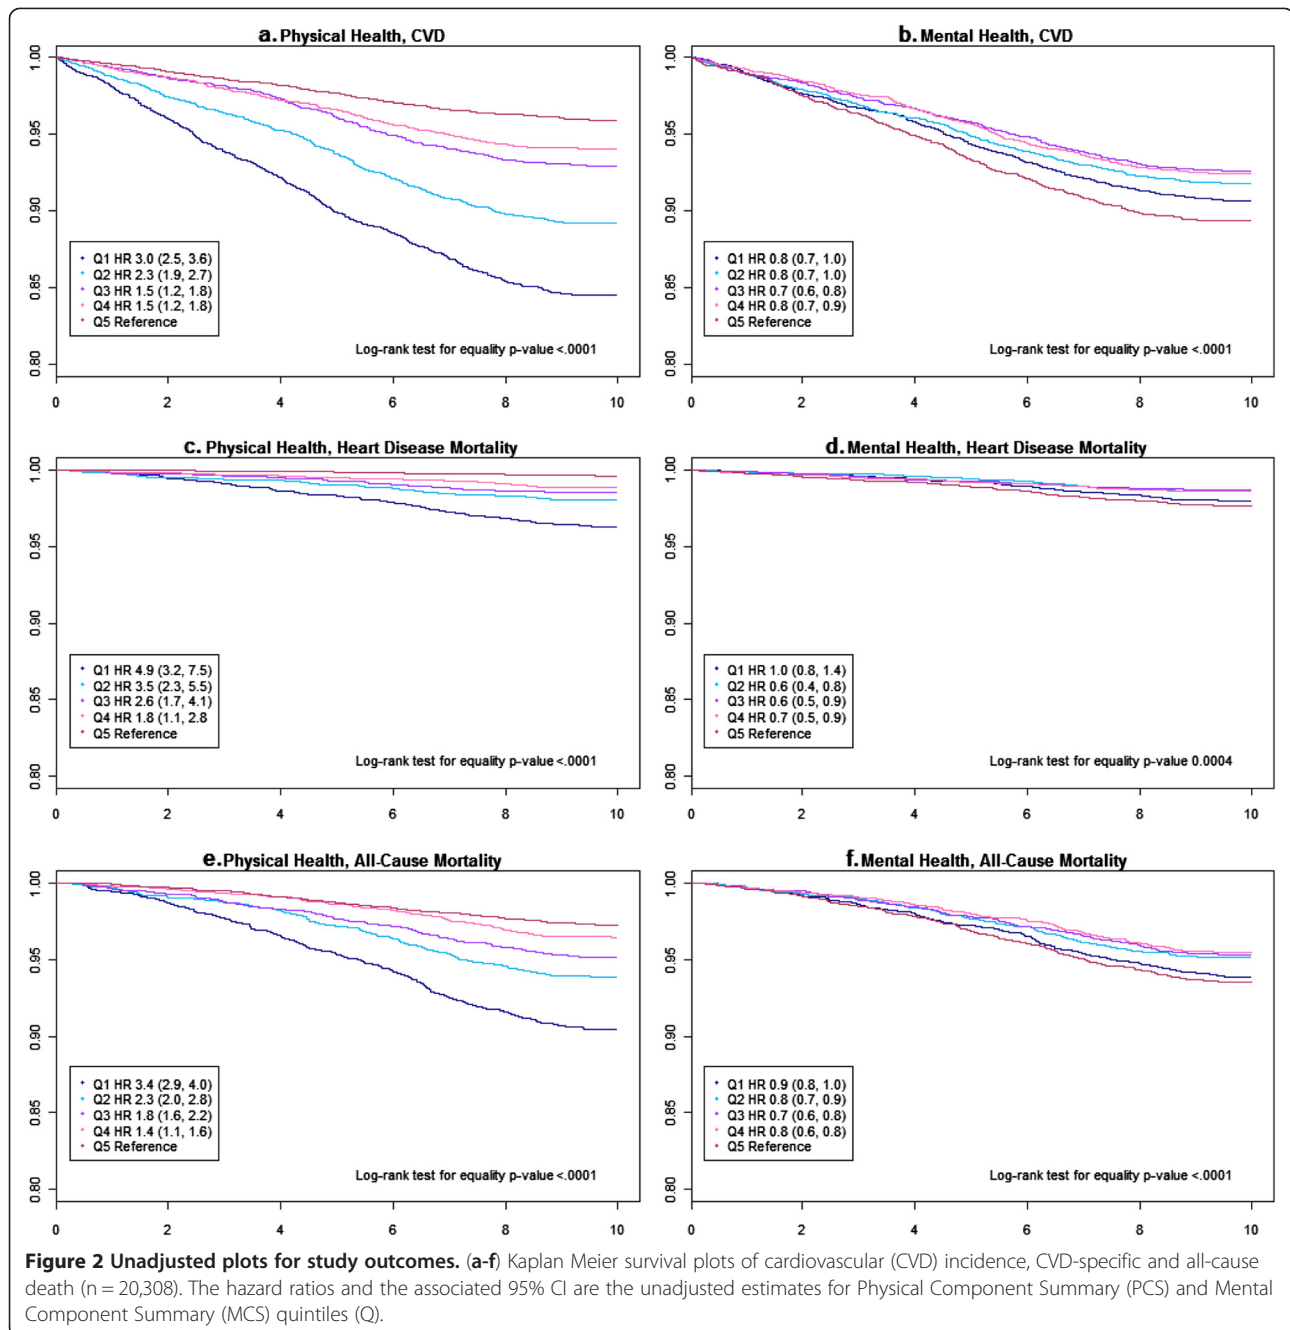 a. Physical Health, CVD
1.00
0.95
0.90
0.85
0.80
Q1 HR 3.0 (2.5, 3.6)
Q2 HR 2.3 (1.9, 2.7)
Q3 HR 1.5 (1.2, 1.8)
Q4 HR 1.5 (1.2, 1.8)
Q5 Reference
Log-rank test for equality p-value <.0001
0 2 4 6 8 10
b. Mental Health, CVD
1.00
0.95
0.90
0.85
0.80
Q1 HR 0.8 (0.7, 1.0)
Q2 HR 0.8 (0.7, 1.0)
Q3 HR 0.7 (0.6, 0.8)
Q4 HR 0.8 (0.7, 0.9)
Q5 Reference
Log-rank test for equality p-value <.0001
0 2 4 6 8 10
c. Physical Health, Heart Disease Mortality
1.00
0.95
0.90
0.85
0.80
Q1 HR 4.9 (3.2, 7.5)
Q2 HR 3.5 (2.3, 5.5)
Q3 HR 2.6 (1.7, 4.1)
Q4 HR 1.8 (1.1, 2.8
Q5 Reference
Log-rank test for equality p-value <.0001
0 2 4 6 8 10
d. Mental Health, Heart Disease Mortality
1.00
0.95
0.90
0.85
0.80
Q1 HR 1.0 (0.8, 1.4)
Q2 HR 0.6 (0.4, 0.8)
Q3 HR 0.6 (0.5, 0.9)
Q4 HR 0.7 (0.5, 0.9)
Q5 Reference
Log-rank test for equality p-value 0.0004
0 2 4 6 8 10
e. Physical Health, All-Cause Mortality
1.00
0.95
0.90
0.85
0.80
Q1 HR 3.4 (2.9, 4.0)
Q2 HR 2.3 (2.0, 2.8)
Q3 HR 1.8 (1.6, 2.2)
Q4 HR 1.4 (1.1, 1.6)
Q5 Reference
Log-rank test for equality p-value <.0001
0 2 4 6 8 10
f. Mental Health, All-Cause Mortality
1.00
0.95
0.90
0.85
0.80
Q1 HR 0.9 (0.8, 1.0)
Q2 HR 0.8 (0.7, 0.9)
Q3 HR 0.7 (0.6, 0.8)
Q4 HR 0.8 (0.6, 0.8)
Q5 Reference
Log-rank test for equality p-value <.0001
0 2 4 6 8 10
Figure 2 Unadjusted plots for study outcomes. (a-f) Kaplan Meier survival plots of cardiovascular (CVD) incidence, CVD-specific and all-cause
death (n = 20,308). The hazard ratios and the associated 95% CI are the unadjusted estimates for Physical Component Summary (PCS) and Mental
Component Summary (MCS) quintiles (Q).